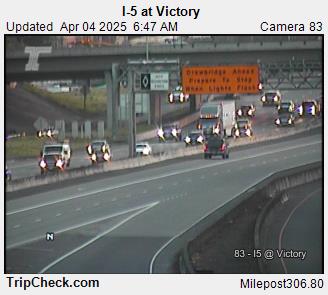 I-5 at Victory
Updated Apr 04 2025 6:47 AM Camera 83
Drawbridge Ahead
Prepare To Stop
When Lights Flash
N
83 - I5 @ Victory
TripCheck.com Milepost306.80